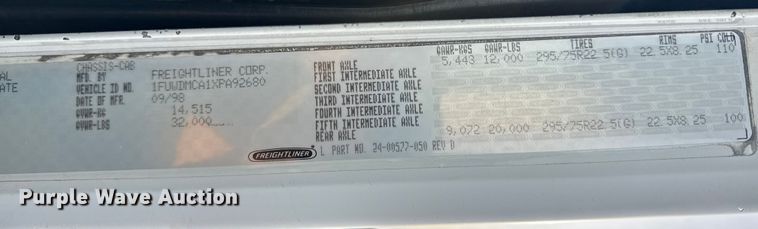 GAWR-KGS GAWR-LBS TIRES RIMS PSI COLD
AL CHASSIS-CAB FRONT AXLE 5,443 12,000 295/75R22.5(G) 22.5X8.25 110
ATE MFD. BY FREIGHTLINER CORP. FIRST INTERMEDIATE AXLE
VEHICLE ID NO. 1FUWDMCA1XPA92680 SECOND INTERMEDIATE AXLE
DATE OF MFR. 09/98 THIRD INTERMEDIATE AXLE
GVWR-KG 14,515 FOURTH INTERMEDIATE AXLE
GVWR-LBS 32,000 FIFTH INTERMEDIATE AXLE
REAR AXLE 9,072 20,000 295/75R22.5(G) 22.5X8.25 100
FREIGHTLINER L PART NO. 24-00577-050 REV D
Purple Wave Auction